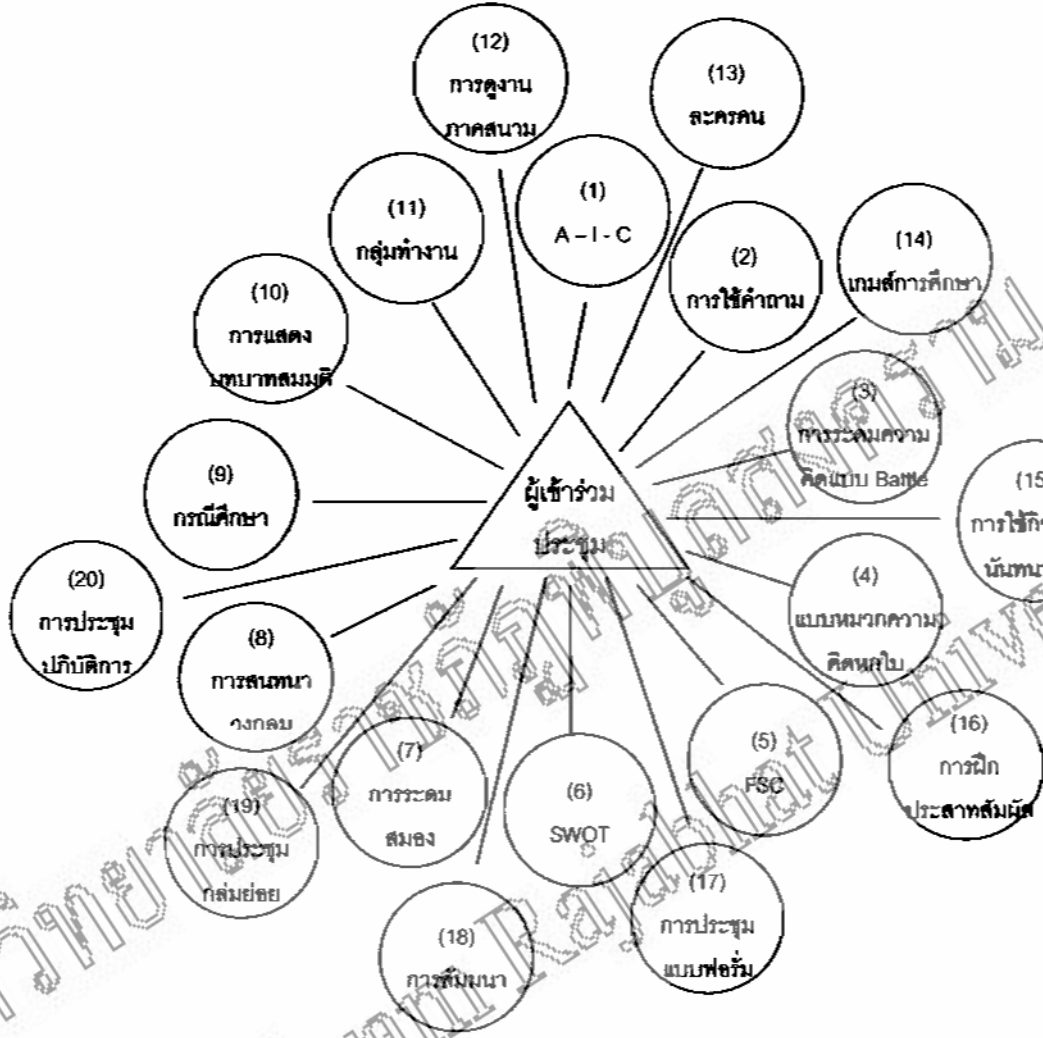 (12)
การดูงาน
ภาคสนาม
(13)
ละครคน
(1)
A – I - C
(11)
กลุ่มทำงาน
(2)
การใช้คำถาม
(14)
เกมส์การศึกษา
(10)
การแสดง
บทบาทสมมติ
(3)
การระดมความ
คิดแบบ Battle
(9)
กรณีศึกษา
ผู้เข้าร่วม
ประชุม
(15
การใช้กิจ
นันทนา
(4)
แบบหมวกความ
คิดหกใบ
(20)
การประชุม
ปฏิบัติการ
(8)
การสนทนา
วงกลม
(5)
FSC
(16)
การฝึก
ประสาทสัมผัส
(7)
การระดม
สมอง
(6)
SWOT
(19)
การประชุม
กลุ่มย่อย
(17)
การประชุม
แบบฟอรั่ม
(18)
การสัมมนา
Rajabhat